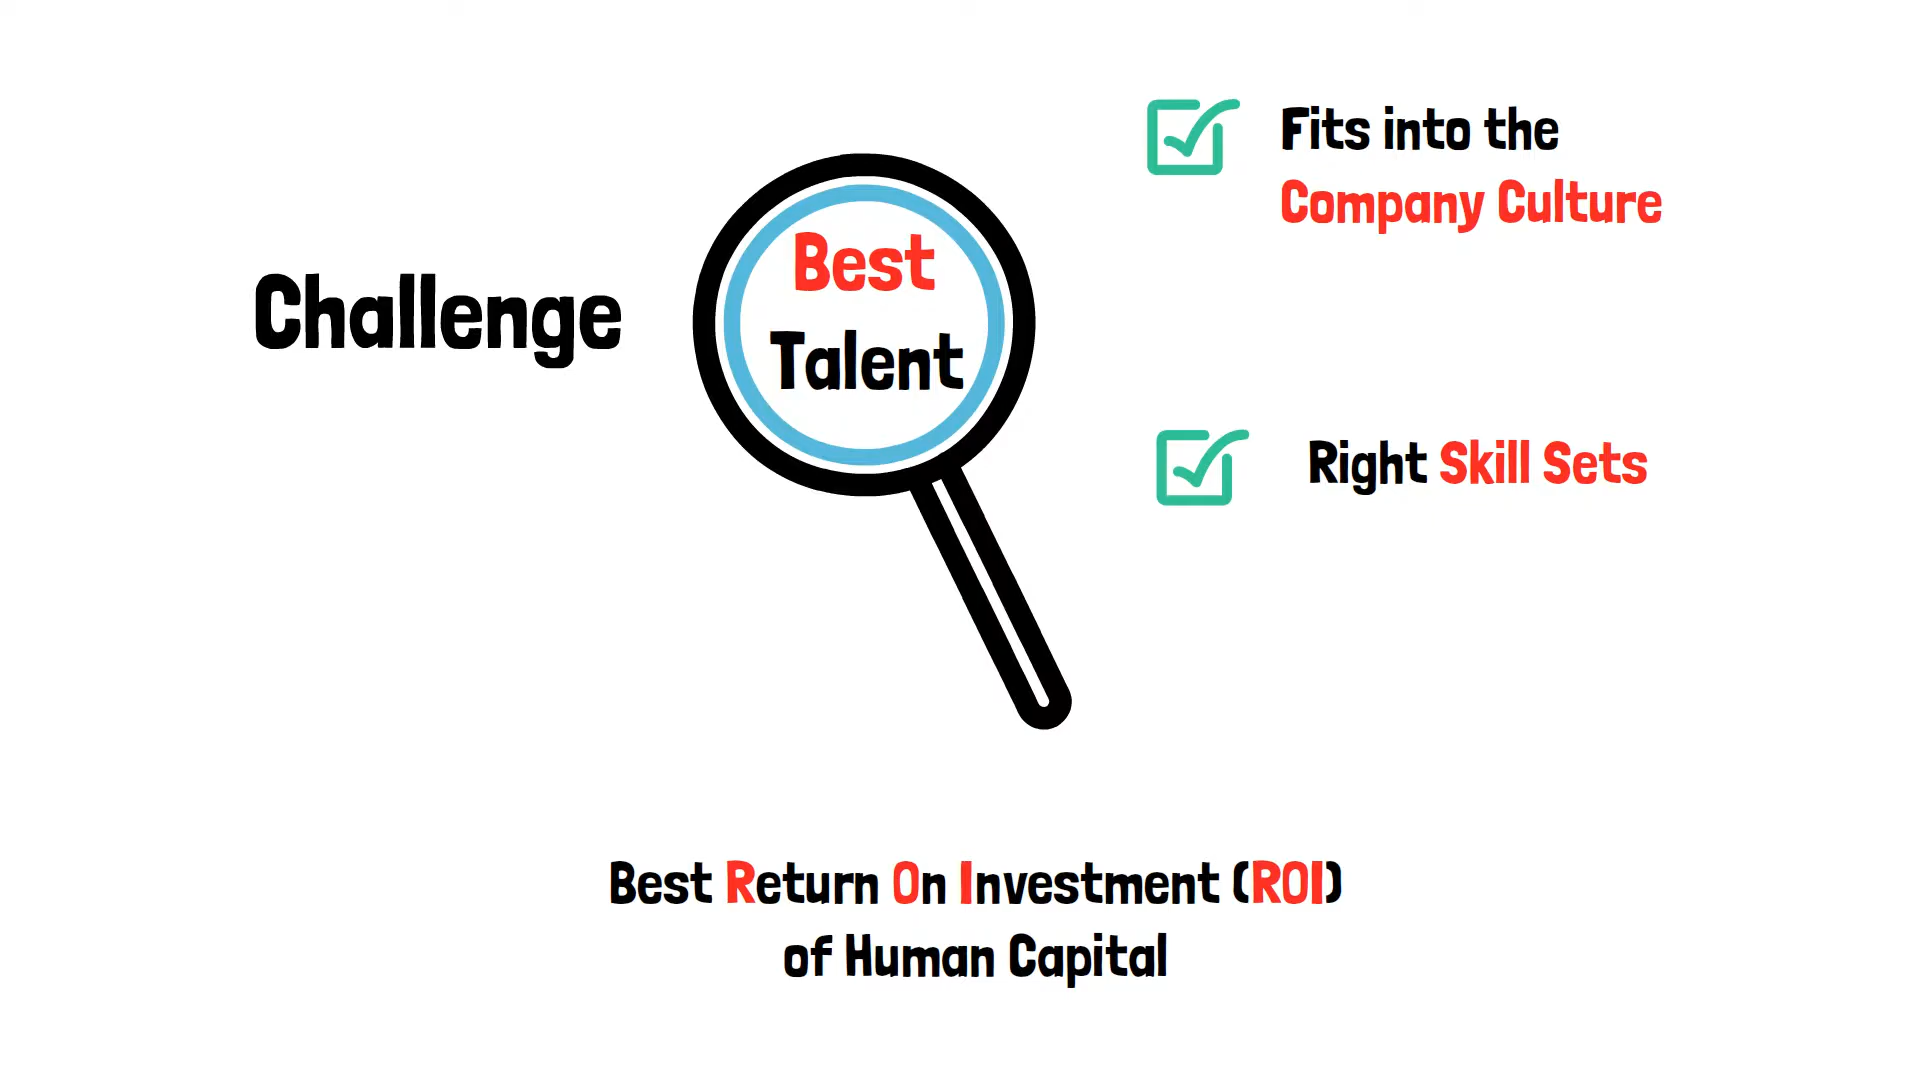 Challenge
Best
Talent
Fits into the
Company Culture
Right Skill Sets
Best Return On Investment (ROI)
of Human Capital